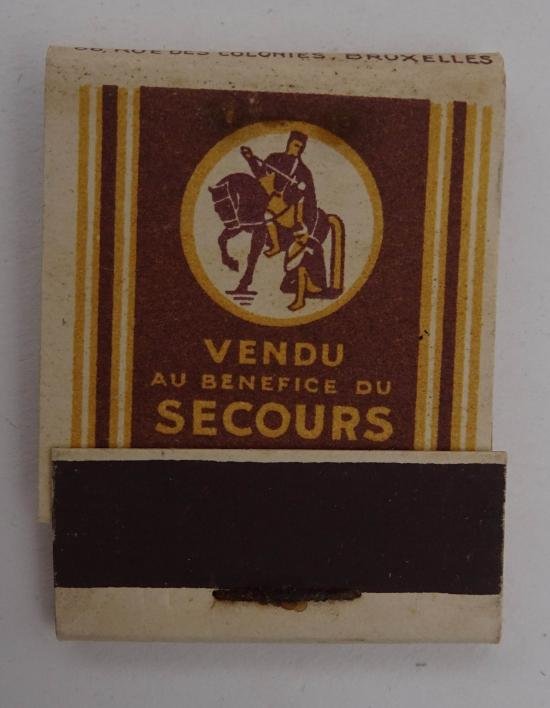 RUE DES COLONIES, BRUXELLES
VENDU
AU BENEFICE DU
SECOURS